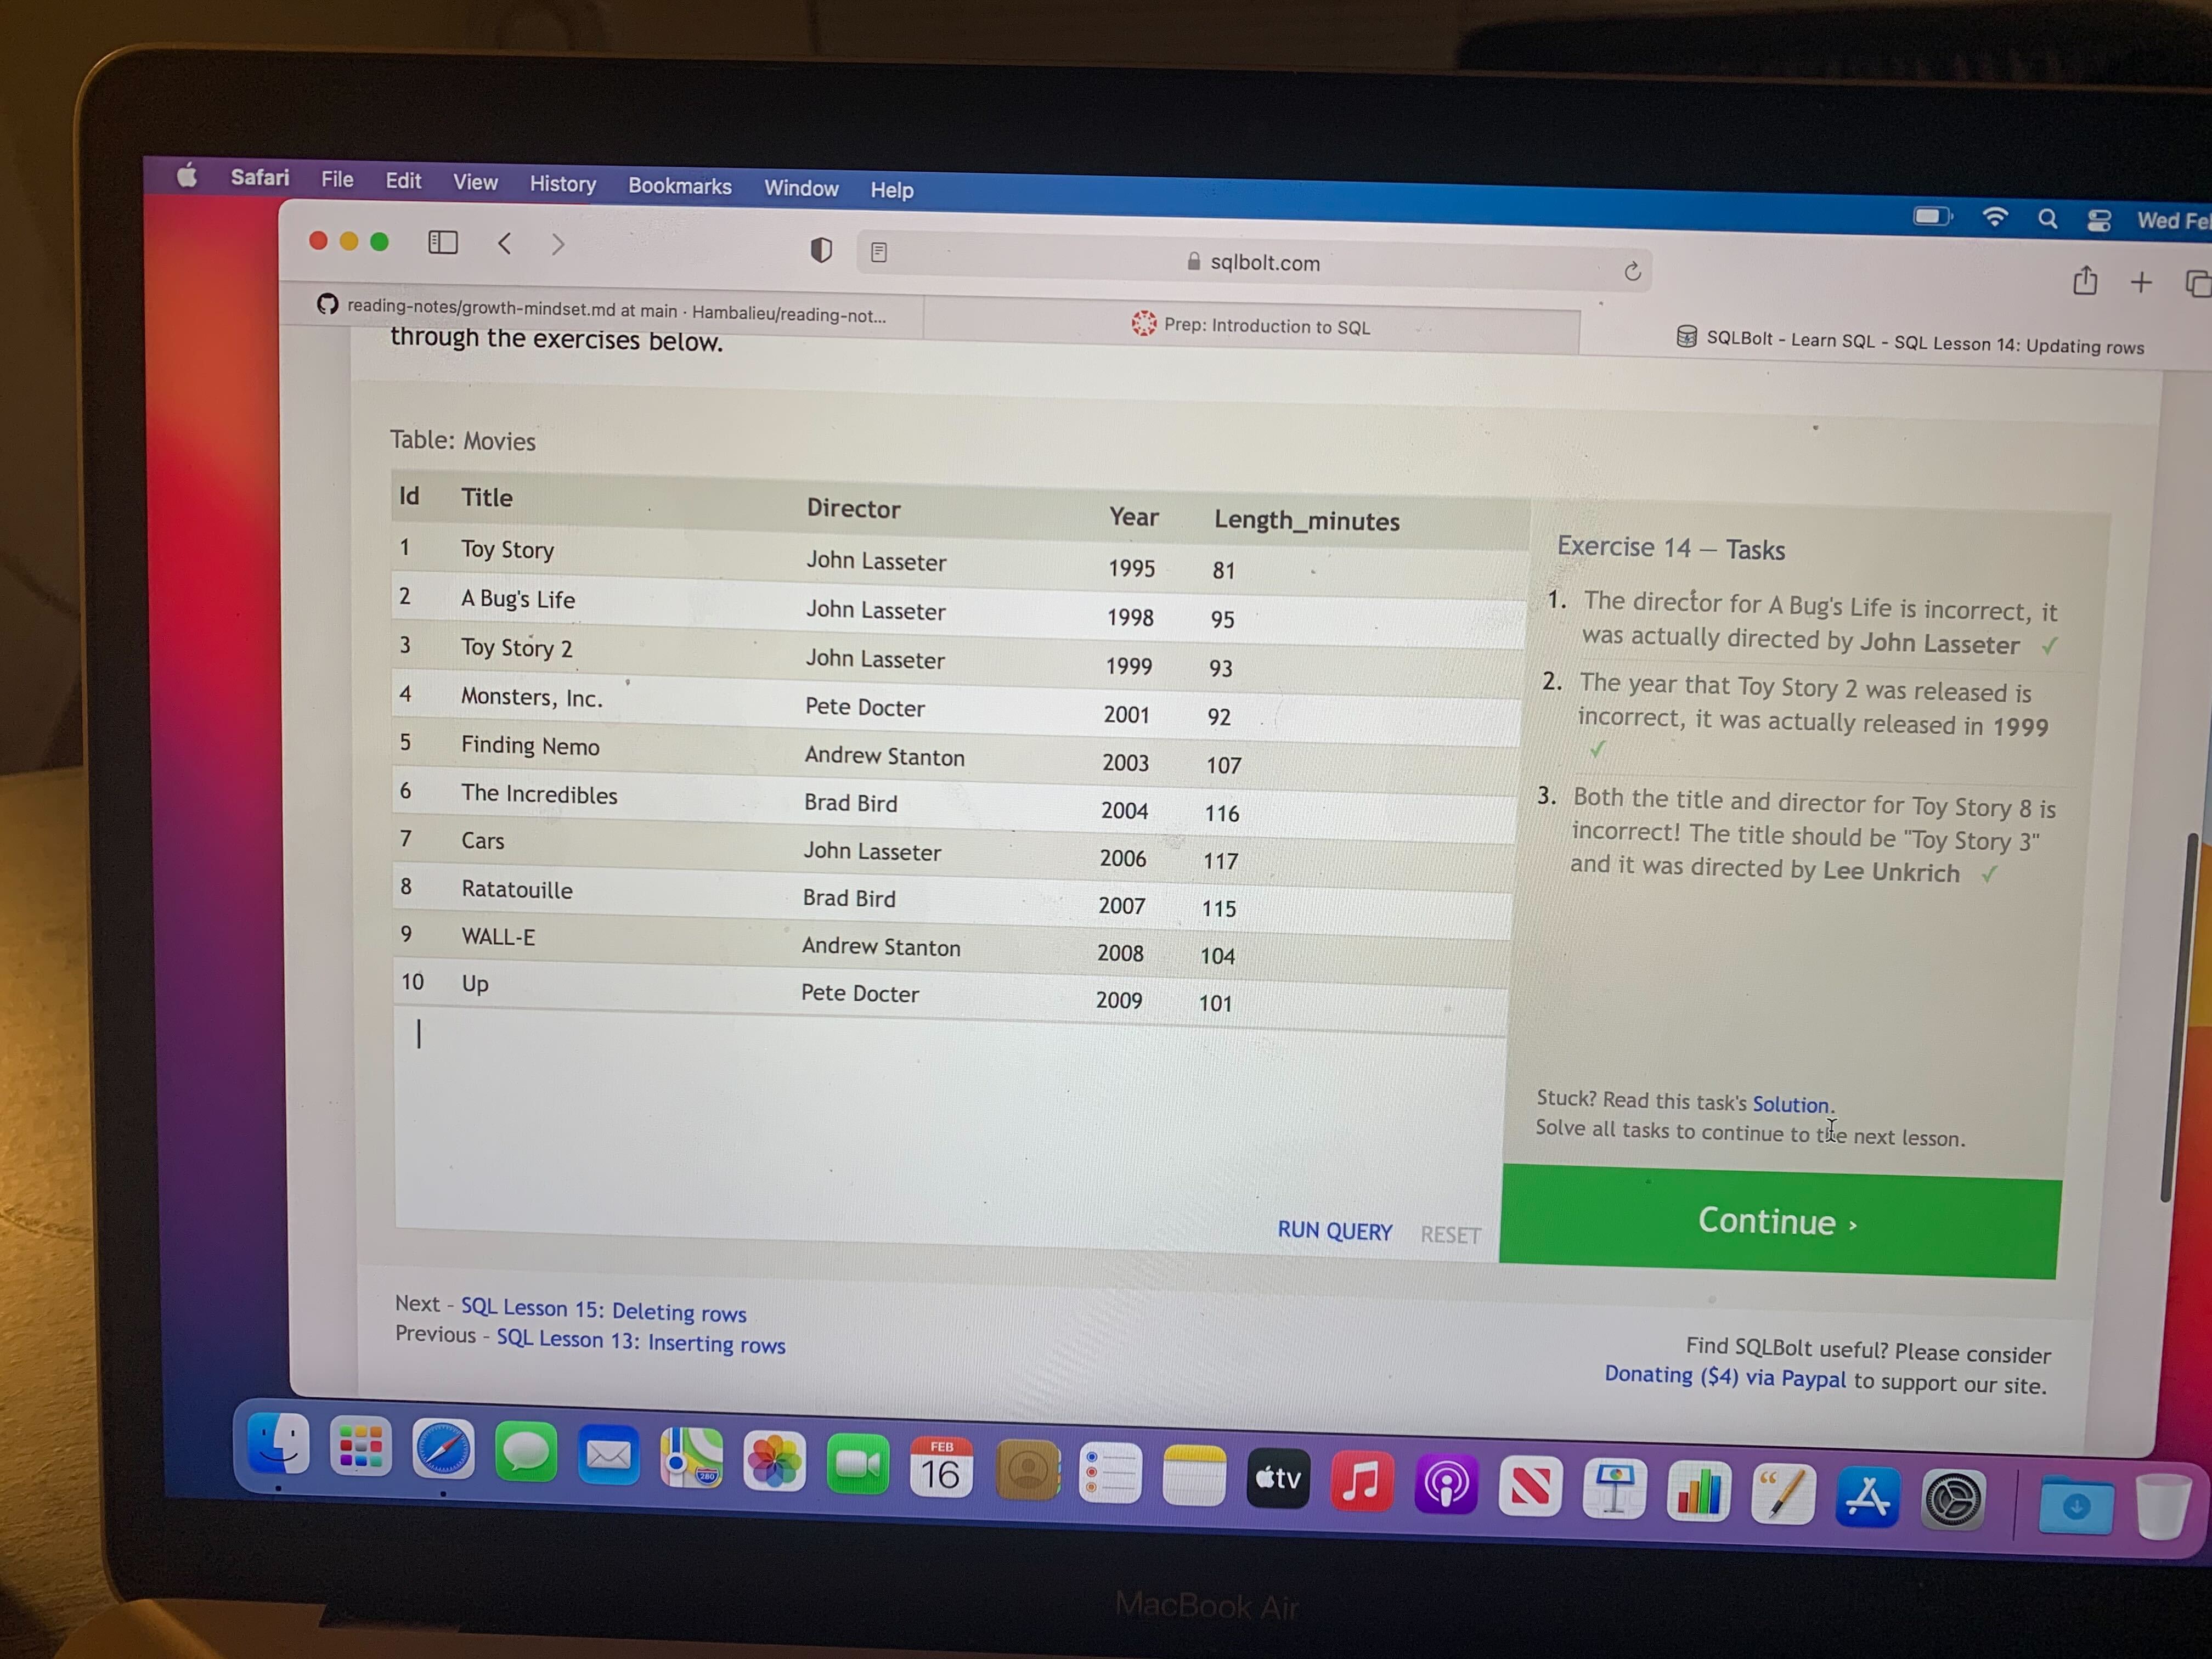 Safari File Edit View History Bookmarks Window Help
Wed Fe
sqlbolt.com
reading-notes/growth-mindset.md at main · Hambalieu/reading-not...
Prep: Introduction to SQL
SQLBolt - Learn SQL - SQL Lesson 14: Updating rows
through the exercises below.
Table: Movies
Id Title Director Year Length_minutes
1 Toy Story John Lasseter 1995 81
2 A Bug's Life John Lasseter 1998 95
3 Toy Story 2 John Lasseter 1999 93
4 Monsters, Inc. Pete Docter 2001 92
5 Finding Nemo Andrew Stanton 2003 107
6 The Incredibles Brad Bird 2004 116
7 Cars John Lasseter 2006 117
8 Ratatouille Brad Bird 2007 115
9 WALL-E Andrew Stanton 2008 104
10 Up Pete Docter 2009 101
RUN QUERY RESET
Exercise 14 — Tasks
1. The director for A Bug's Life is incorrect, it
was actually directed by John Lasseter ✓
2. The year that Toy Story 2 was released is
incorrect, it was actually released in 1999
✓
3. Both the title and director for Toy Story 8 is
incorrect! The title should be "Toy Story 3"
and it was directed by Lee Unkrich ✓
Stuck? Read this task's Solution.
Solve all tasks to continue to the next lesson.
Continue ›
Next - SQL Lesson 15: Deleting rows
Previous - SQL Lesson 13: Inserting rows
Find SQLBolt useful? Please consider
Donating ($4) via Paypal to support our site.
280
FEB
16
tv
MacBook Air